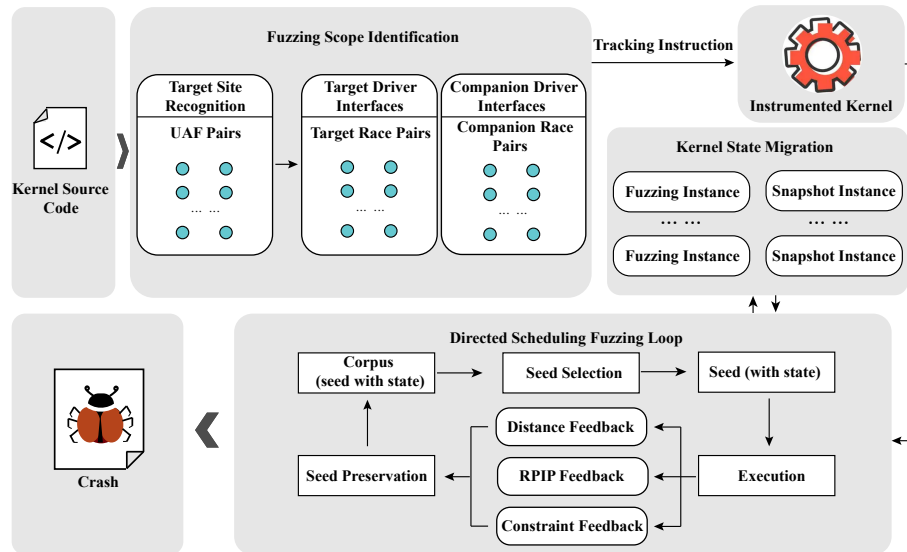 Fuzzing Scope Identification
Tracking Instruction
Instrumented Kernel
</>
Kernel Source
Code
Target Site
Recognition
UAF Pairs
... ...
Target Driver
Interfaces
Target Race Pairs
... ...
Companion Driver
Interfaces
Companion Race
Pairs
... ...
Kernel State Migration
Fuzzing Instance
Snapshot Instance
... ...
... ...
Fuzzing Instance
Snapshot Instance
Directed Scheduling Fuzzing Loop
Corpus
(seed with state)
Seed Selection
Seed (with state)
Distance Feedback
Seed Preservation
RPIP Feedback
Execution
Constraint Feedback
Crash